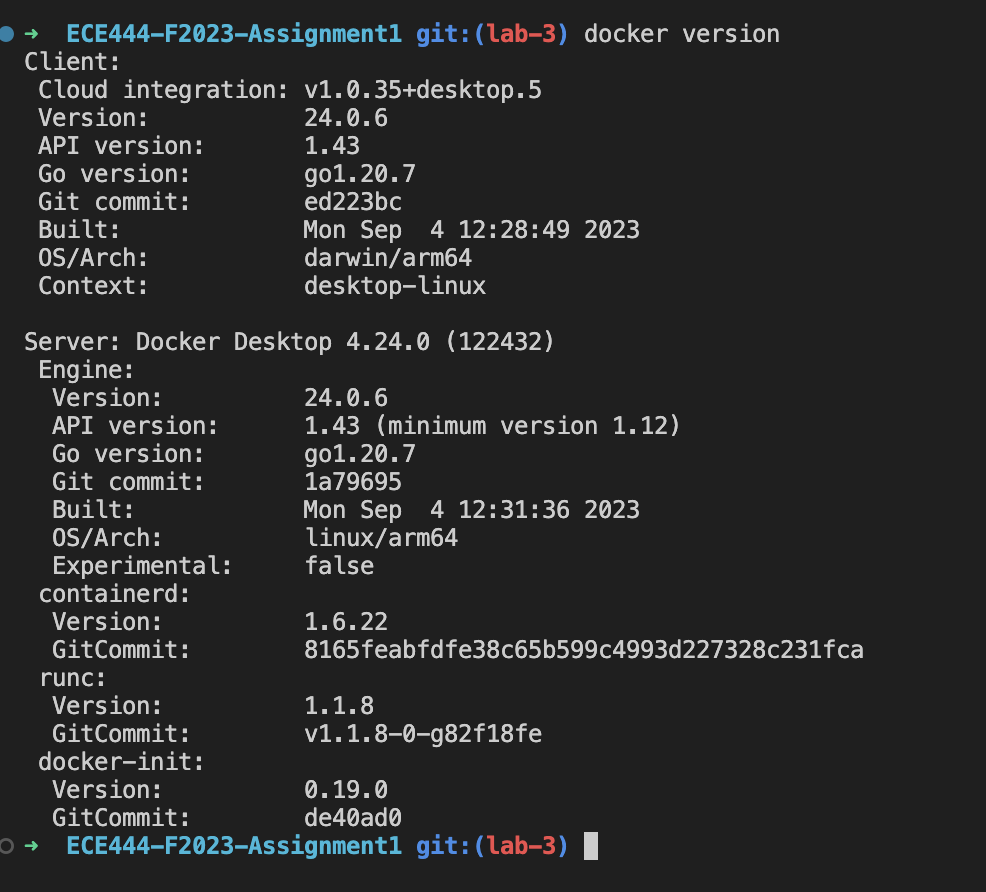 ➜  ECE444-F2023-Assignment1 git:(lab-3) docker version
Client:
 Cloud integration: v1.0.35+desktop.5
 Version:           24.0.6
 API version:       1.43
 Go version:        go1.20.7
 Git commit:        ed223bc
 Built:             Mon Sep  4 12:28:49 2023
 OS/Arch:           darwin/arm64
 Context:           desktop-linux

Server: Docker Desktop 4.24.0 (122432)
 Engine:
  Version:          24.0.6
  API version:      1.43 (minimum version 1.12)
  Go version:       go1.20.7
  Git commit:       1a79695
  Built:            Mon Sep  4 12:31:36 2023
  OS/Arch:          linux/arm64
  Experimental:     false
 containerd:
  Version:          1.6.22
  GitCommit:        8165feabfdfe38c65b599c4993d227328c231fca
 runc:
  Version:          1.1.8
  GitCommit:        v1.1.8-0-g82f18fe
 docker-init:
  Version:          0.19.0
  GitCommit:        de40ad0
➜  ECE444-F2023-Assignment1 git:(lab-3)